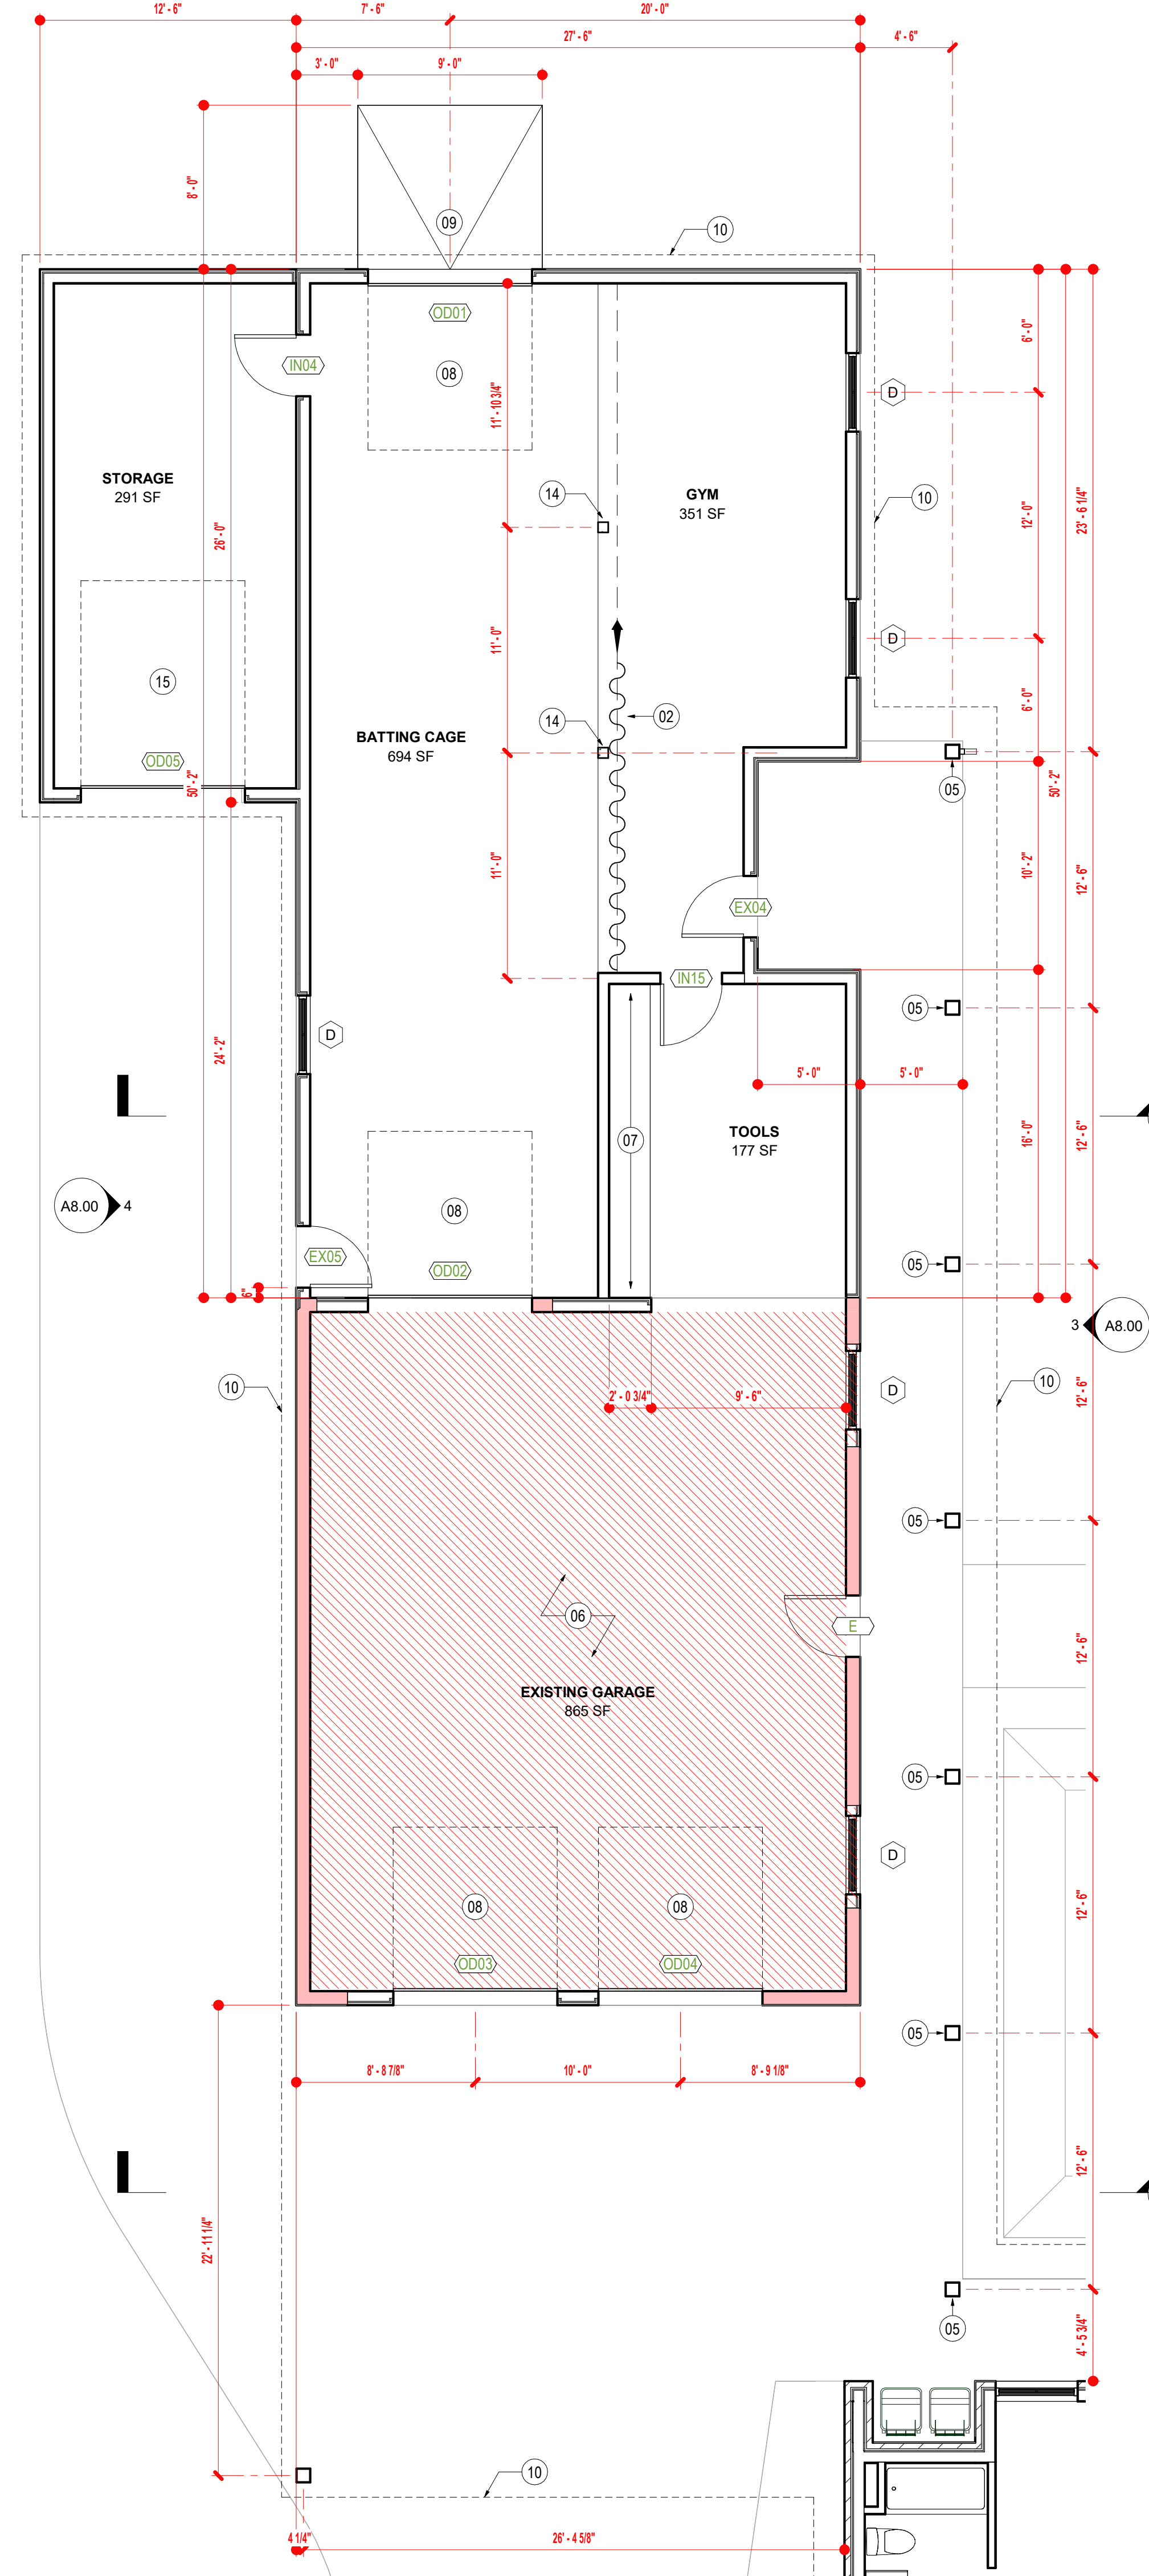 12' - 6"
7' - 6"
20' - 0"
27' - 6"
4' - 6"
3' - 0"
9' - 0"
8' - 0"
09
10
OD01
IN04
08
6' - 0"
D
11' - 10 3/4"
STORAGE
291 SF
GYM
351 SF
14
10
12' - 0"
23' - 6 1/4"
26' - 0"
D
11' - 0"
15
14
02
6' - 0"
BATTING CAGE
694 SF
OD05
50' - 2"
05
50' - 2"
11' - 0"
EX04
10' - 2"
12' - 6"
IN15
05
D
24' - 2"
5' - 0"
5' - 0"
07
TOOLS
177 SF
16' - 0"
12' - 6"
A8.00
4
08
EX05
OD02
05
6"
3
A8.00
10
2' - 0 3/4"
9' - 6"
D
10
12' - 6"
05
06
E
12' - 6"
EXISTING GARAGE
865 SF
05
D
08
08
12' - 6"
OD03
OD04
05
8' - 8 7/8"
10' - 0"
8' - 9 1/8"
12' - 6"
22' - 11 1/4"
05
4' - 5 3/4"
10
4 1/4"
26' - 4 5/8"